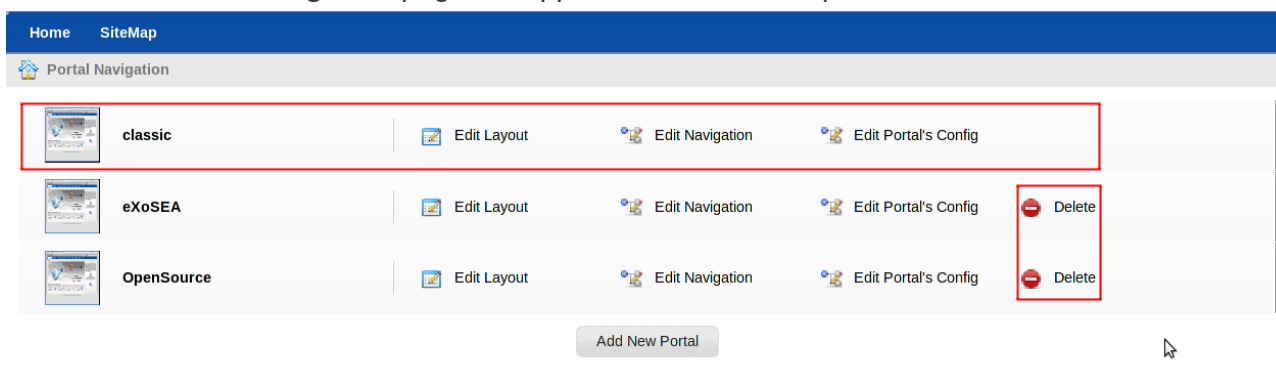 Home SiteMap
Portal Navigation
classic Edit Layout Edit Navigation Edit Portal's Config
eXoSEA Edit Layout Edit Navigation Edit Portal's Config Delete
OpenSource Edit Layout Edit Navigation Edit Portal's Config Delete
Add New Portal